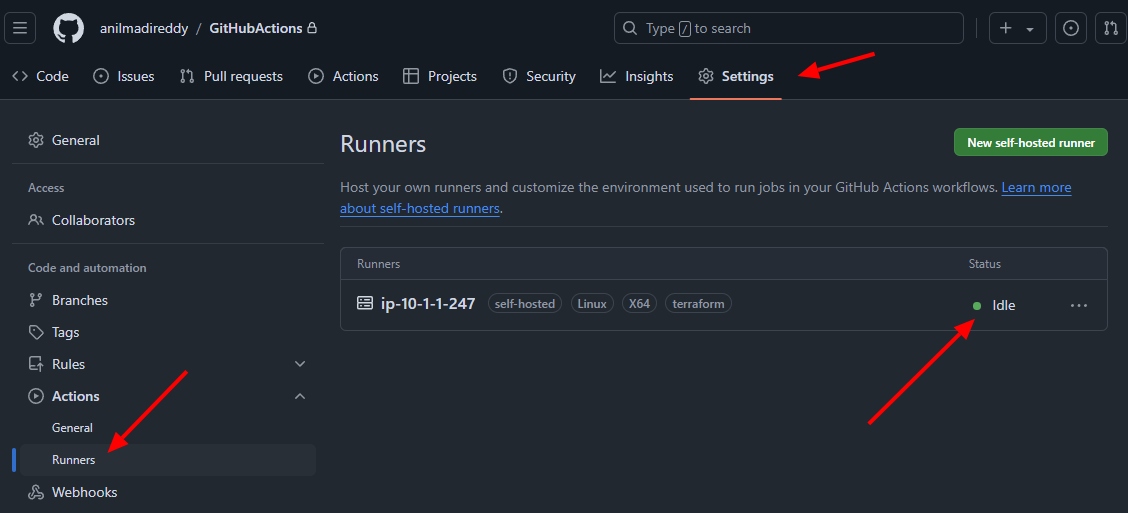 anilmadireddy / GitHubActions
Type / to search
Code Issues Pull requests Actions Projects Security Insights Settings
General
Access
Collaborators
Code and automation
Branches
Tags
Rules
Actions
General
Runners
Webhooks
Runners
New self-hosted runner
Host your own runners and customize the environment used to run jobs in your GitHub Actions workflows. Learn more
about self-hosted runners.
Runners Status
ip-10-1-1-247 self-hosted Linux X64 terraform Idle